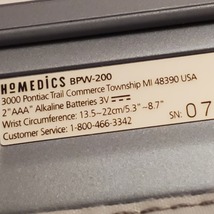 HOMEDICS BPW-200
3000 Pontiac Trail Commerce Township MI 48390 USA
2"AAA" Alkaline Batteries 3V ⎓
Wrist Circumference: 13.5~22cm/5.3"~8.7"
Customer Service: 1-800-466-3342
SN: 07